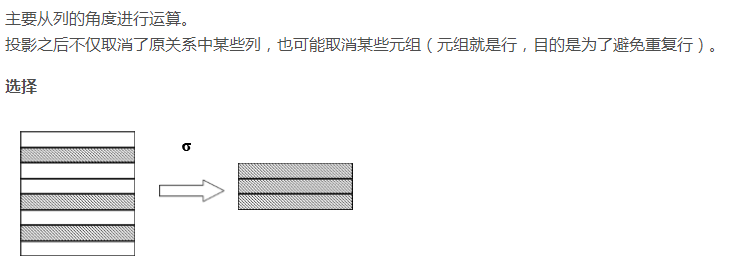 主要从列的角度进行运算。
投影之后不仅取消了原关系中某些列，也可能取消某些元组（元组就是行，目的是为了避免重复行）。
选择
σ